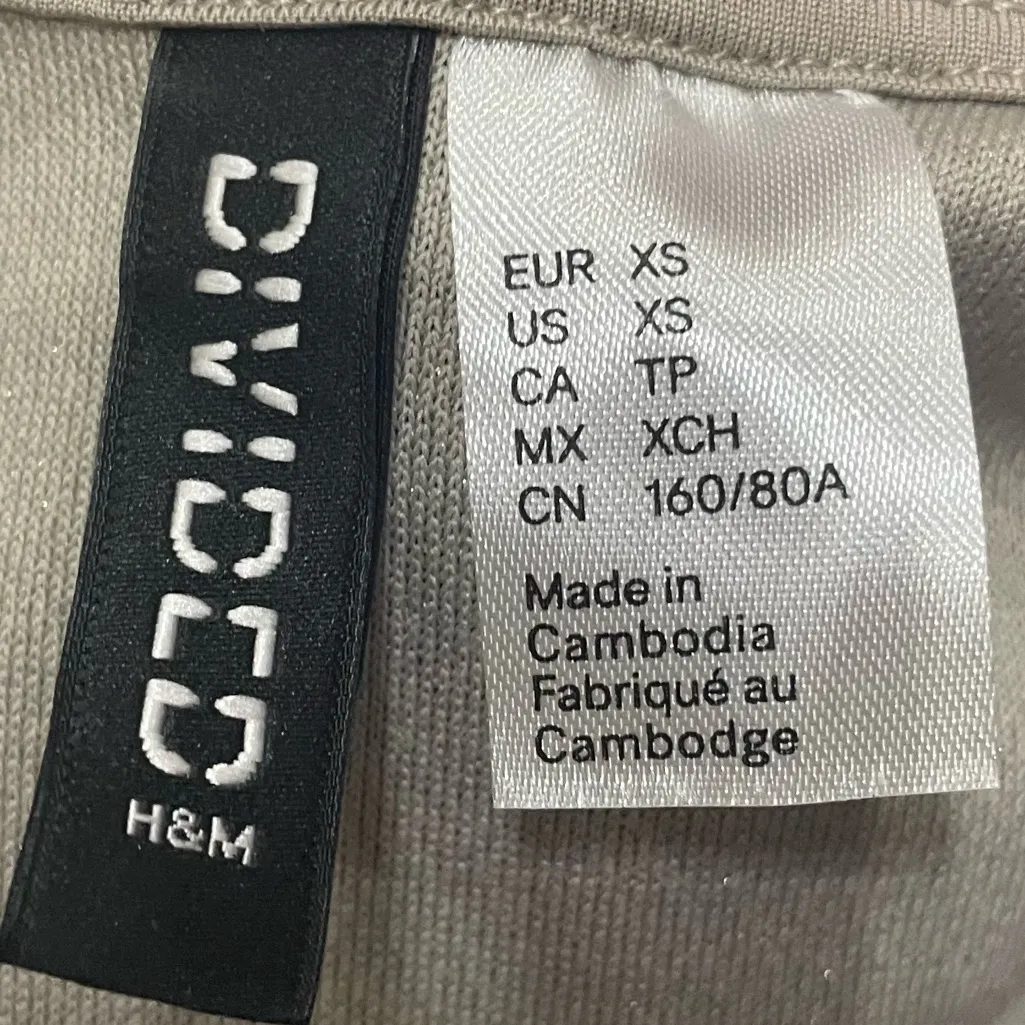 DIVIDED
H&M
EUR XS
US XS
CA TP
MX XCH
CN 160/80A
Made in
Cambodia
Fabriqué au
Cambodge